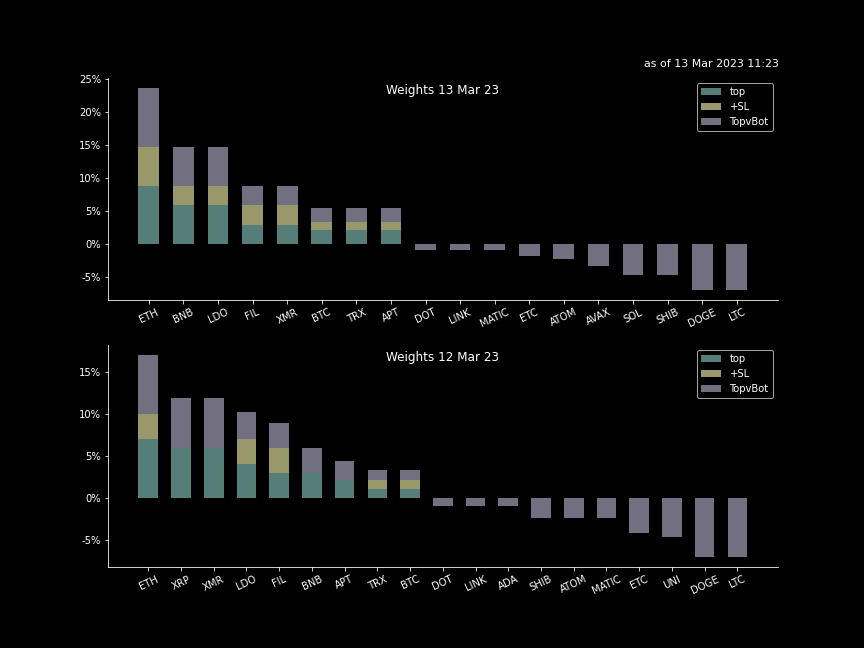 as of 13 Mar 2023 11:23
Weights 13 Mar 23
top
+SL
TopvBot
25%
20%
15%
10%
5%
0%
-5%
ETH BNB LDO FIL XMR BTC TRX APT DOT LINK MATIC ETC ATOM AVAX SOL SHIB DOGE LTC
Weights 12 Mar 23
top
+SL
TopvBot
15%
10%
5%
0%
-5%
ETH XRP XMR LDO FIL BNB APT TRX BTC DOT LINK ADA SHIB ATOM MATIC ETC UNI DOGE LTC